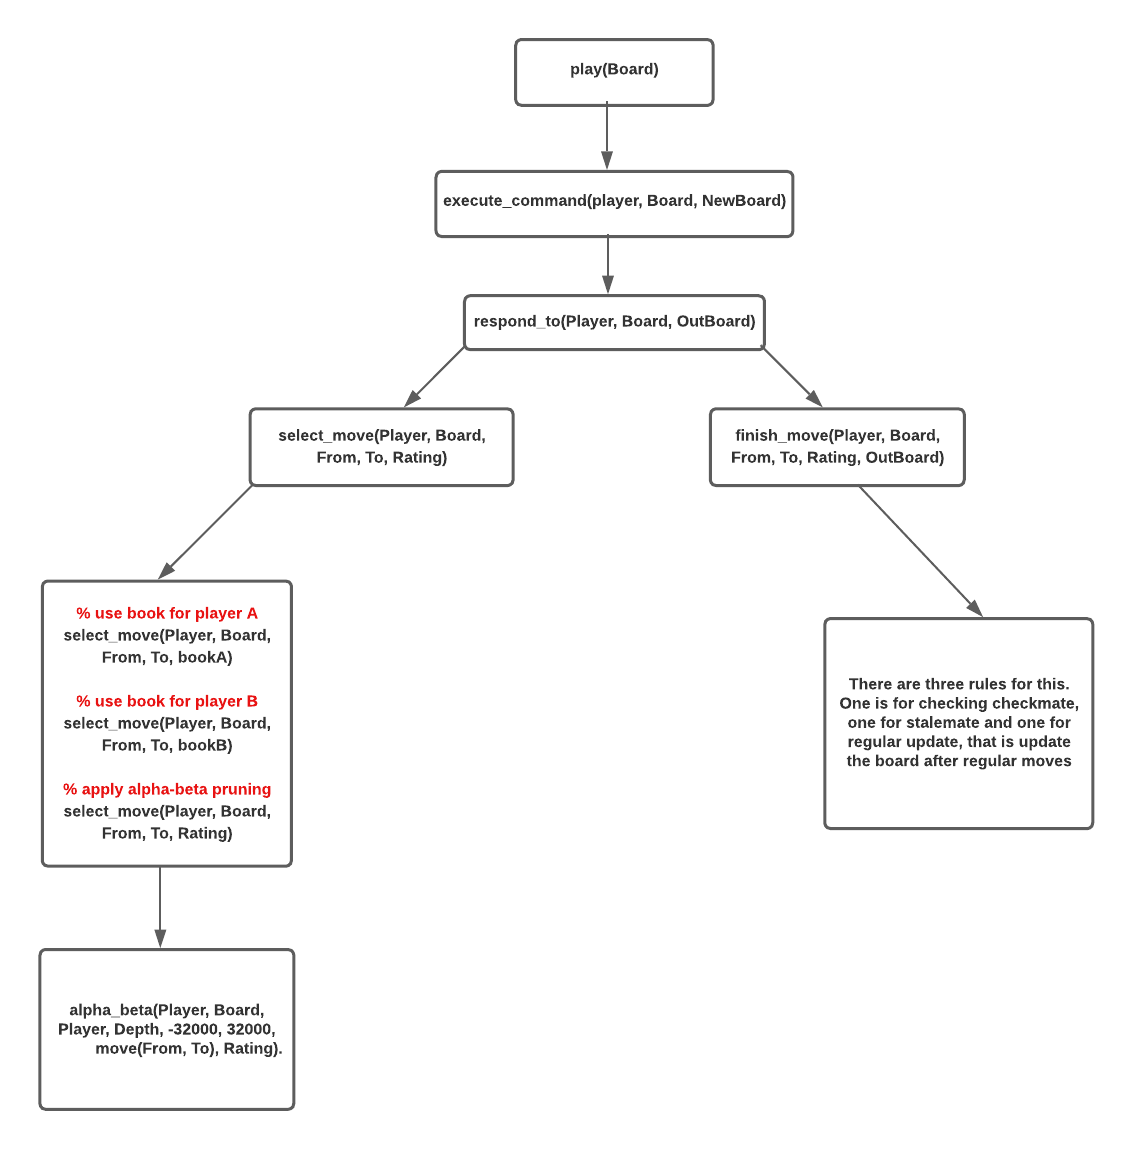 play(Board)
execute_command(player, Board, NewBoard)
respond_to(Player, Board, OutBoard)
select_move(Player, Board,
From, To, Rating)
finish_move(Player, Board,
From, To, Rating, OutBoard)
% use book for player A
select_move(Player, Board,
From, To, bookA)
% use book for player B
select_move(Player, Board,
From, To, bookB)
% apply alpha-beta pruning
select_move(Player, Board,
From, To, Rating)
There are three rules for this.
One is for checking checkmate,
one for stalemate and one for
regular update, that is update
the board after regular moves
alpha_beta(Player, Board,
Player, Depth, -32000, 32000,
move(From, To), Rating).